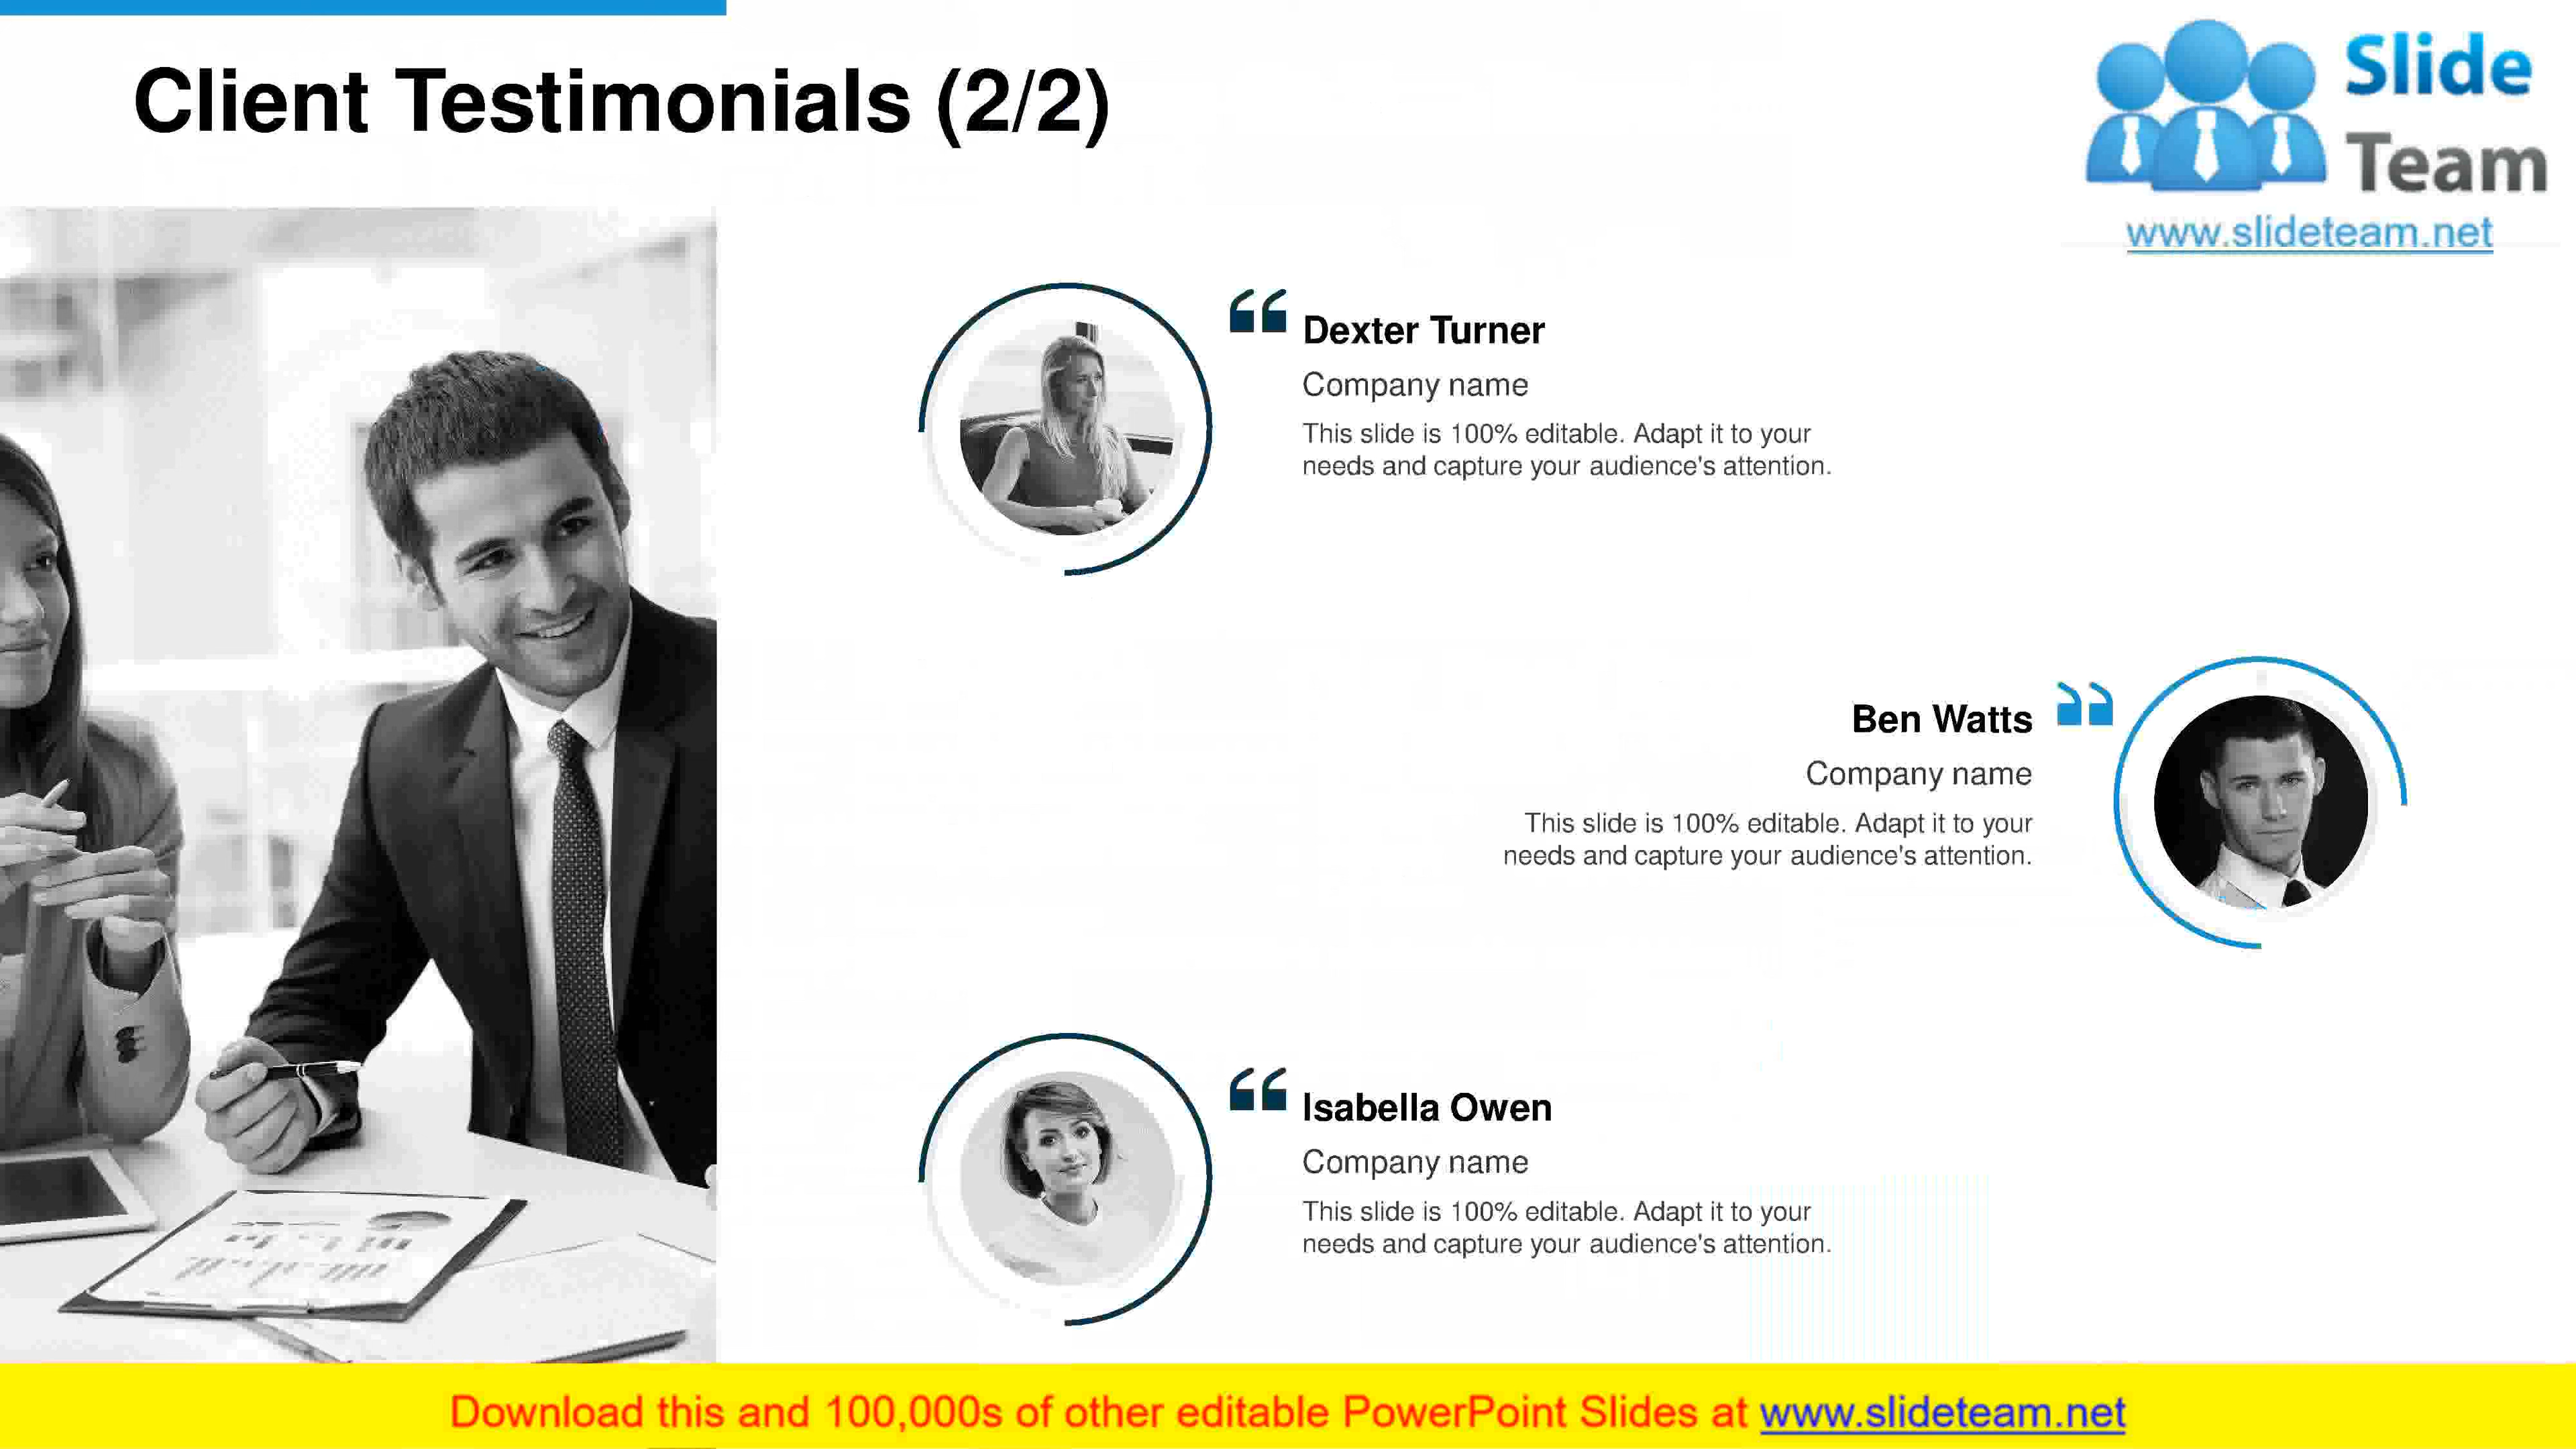 Client Testimonials (2/2)
Slide
Team
www.slideteam.net
Dexter Turner
Company name
This slide is 100% editable. Adapt it to your
needs and capture your audience's attention.
Ben Watts
Company name
This slide is 100% editable. Adapt it to your
needs and capture your audience's attention.
Isabella Owen
Company name
This slide is 100% editable. Adapt it to your
needs and capture your audience's attention.
Download this and 100,000s of other editable PowerPoint Slides at www.slideteam.net